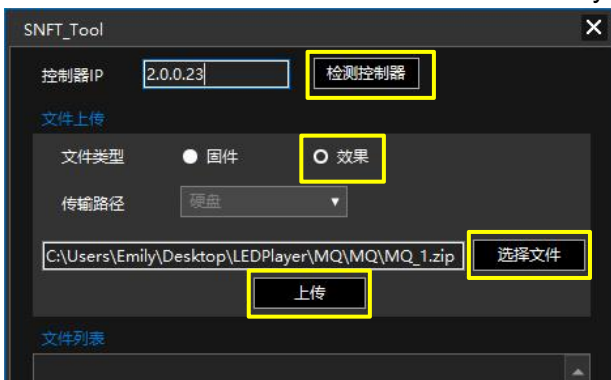 SNFT_Tool
控制器IP 2.0.0.23 检测控制器
文件上传
文件类型 固件 效果
传输路径 硬盘
C:\Users\Emily\Desktop\LEDPlayer\MQ\MQ\MQ_1.zip 选择文件
上传
文件列表